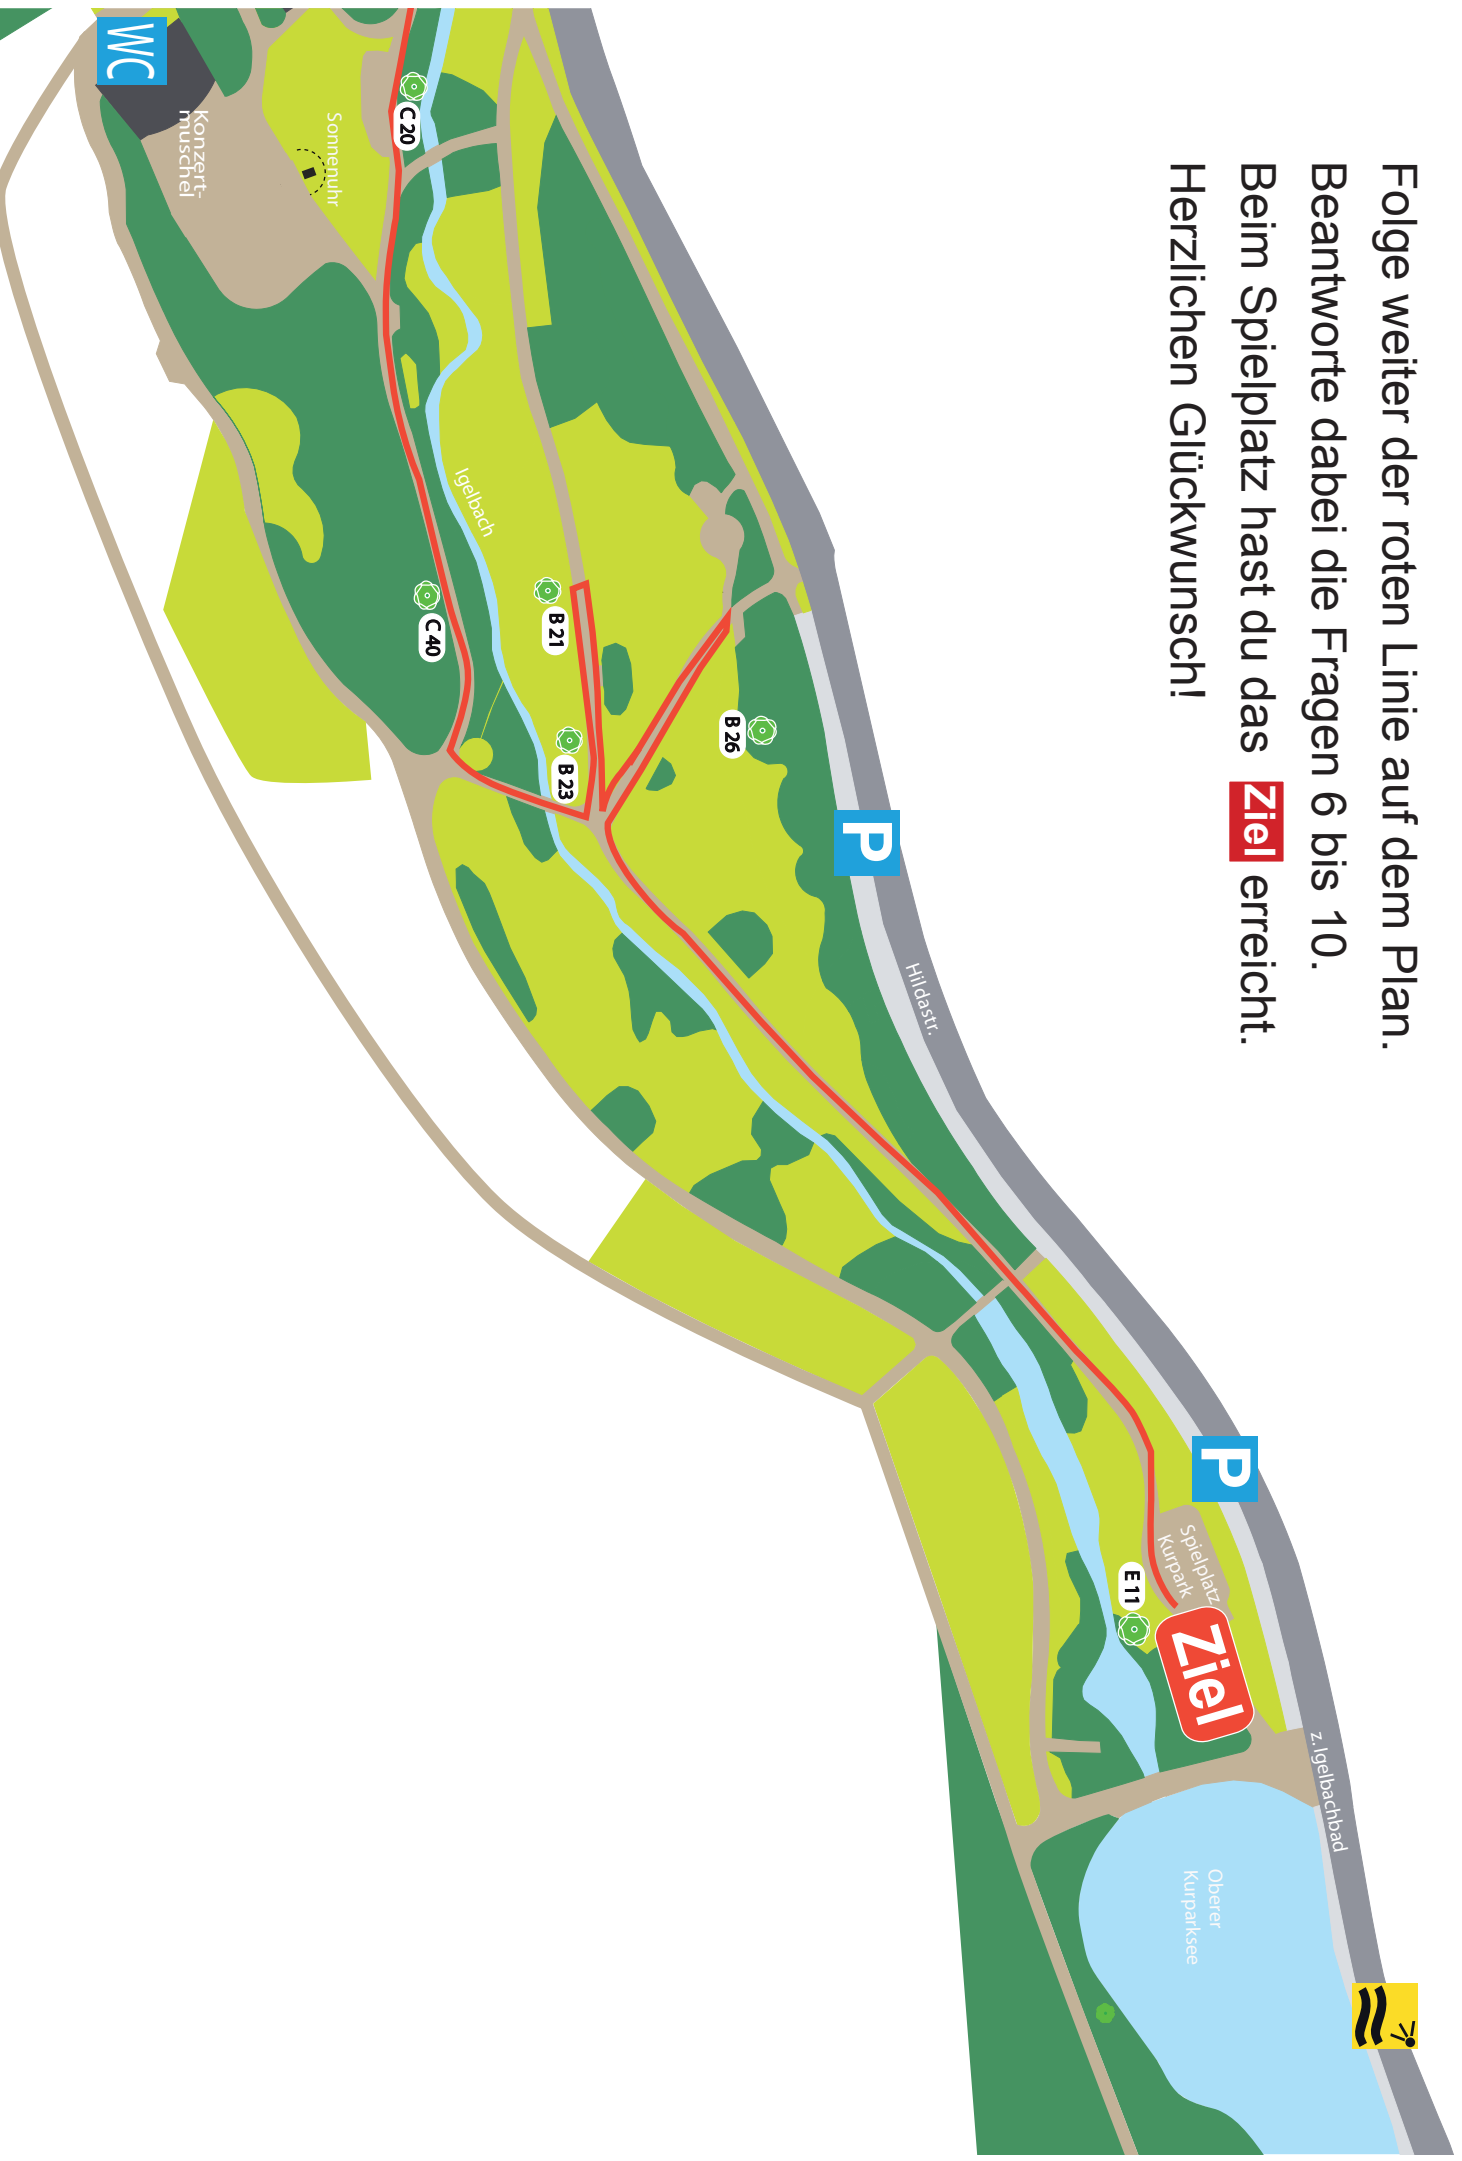 Folge weiter der roten Linie auf dem Plan.
Beantworte dabei die Fragen 6 bis 10.
Beim Spielplatz hast du das Ziel erreicht.
Herzlichen Glückwunsch!
WC
Konzert-
muschel
Sonnenuhr
C 20
Igelbach
C 40
B 21
B 23
B 26
P
Hildastr.
P
Spielplatz
Kurpark
E 11
Ziel
z. Igelbachbad
Oberer
Kurparksee